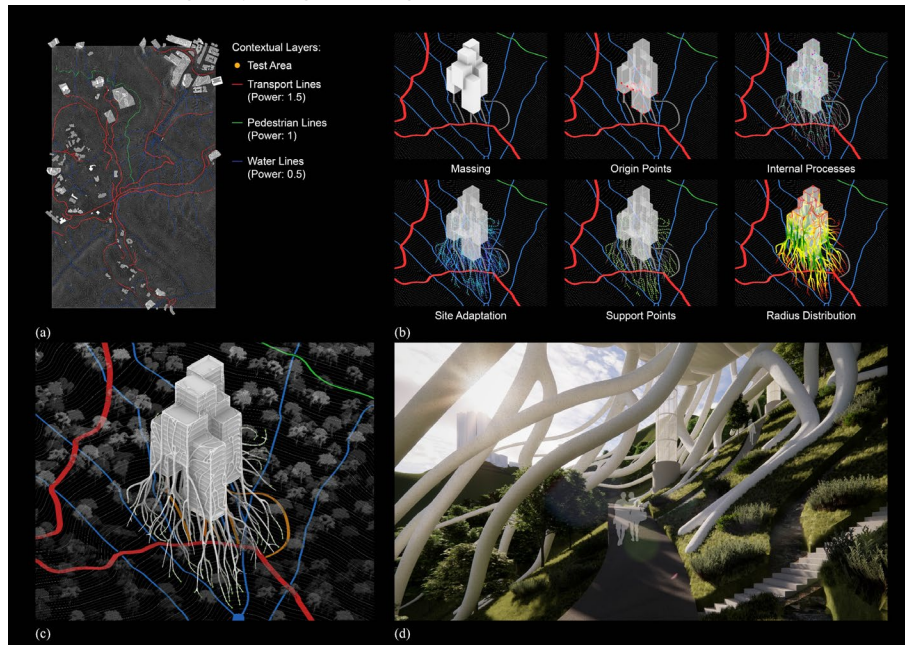 Contextual Layers:
Test Area
Transport Lines
(Power: 1.5)
Pedestrian Lines
(Power: 1)
Water Lines
(Power: 0.5)
(a)
Massing
Origin Points
Internal Processes
Site Adaptation
Support Points
Radius Distribution
(b)
(c)
(d)